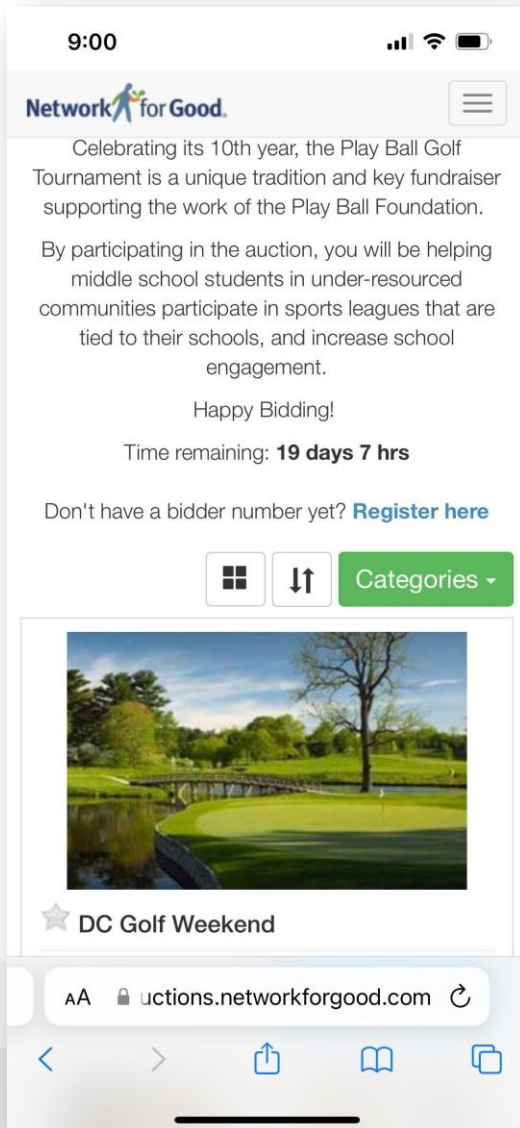 9:00
Network for Good.
Celebrating its 10th year, the Play Ball Golf
Tournament is a unique tradition and key fundraiser
supporting the work of the Play Ball Foundation.
By participating in the auction, you will be helping
middle school students in under-resourced
communities participate in sports leagues that are
tied to their schools, and increase school
engagement.
Happy Bidding!
Time remaining: 19 days 7 hrs
Don't have a bidder number yet? Register here
Categories
DC Golf Weekend
AA uctions.networkforgood.com